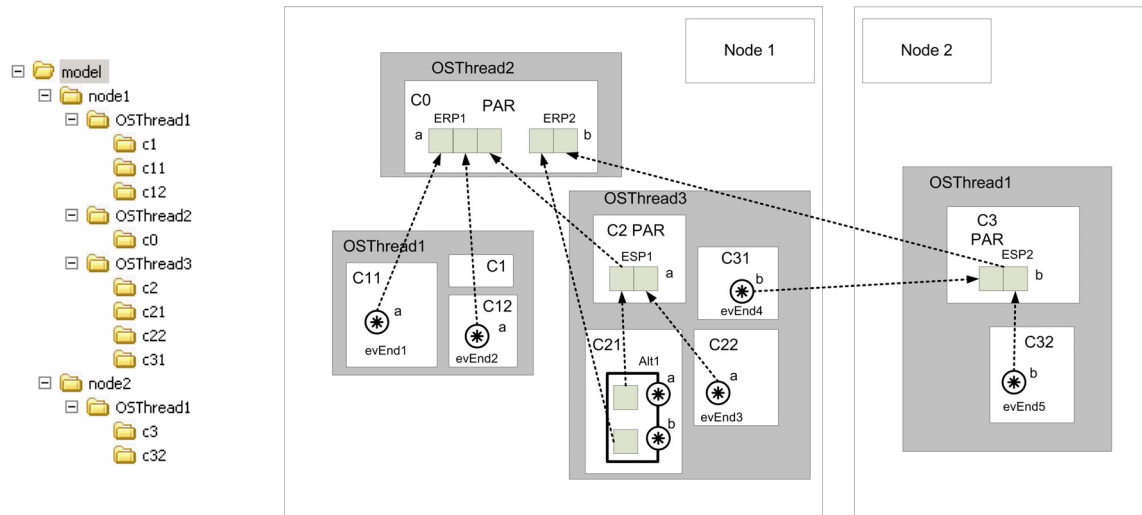 model
node1
OSThread1
c1
c11
c12
OSThread2
c0
OSThread3
c2
c21
c22
c31
node2
OSThread1
c3
c32
Node 1
OSThread2
C0
PAR
ERP1
ERP2
a
b
OSThread3
C2 PAR
ESP1
a
C31
b
evEnd4
OSThread1
C11
a
evEnd1
C1
C12
a
evEnd2
C21
Alt1
a
b
C22
a
evEnd3
Node 2
OSThread1
C3
PAR
ESP2
b
C32
b
evEnd5